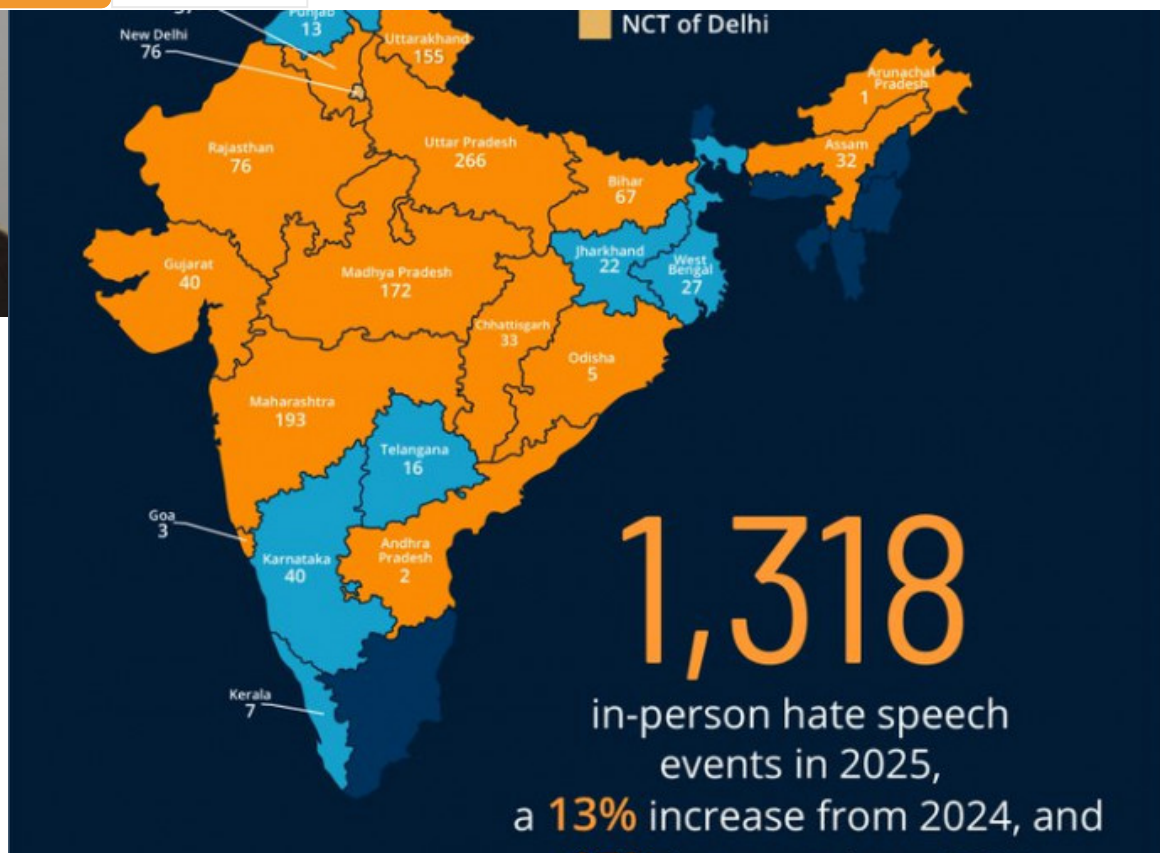 Punjab
13
NCT of Delhi
New Delhi
76
Uttarakhand
155
Arunachal
Pradesh
1
Rajasthan
76
Uttar Pradesh
266
Assam
32
Bihar
67
Jharkhand
22
West
Bengal
27
Gujarat
40
Madhya Pradesh
172
Chhattisgarh
33
Odisha
5
Maharashtra
193
Telangana
16
Goa
3
Karnataka
40
Andhra
Pradesh
2
Kerala
7
1,318
in-person hate speech
events in 2025,
a 13% increase from 2024, and